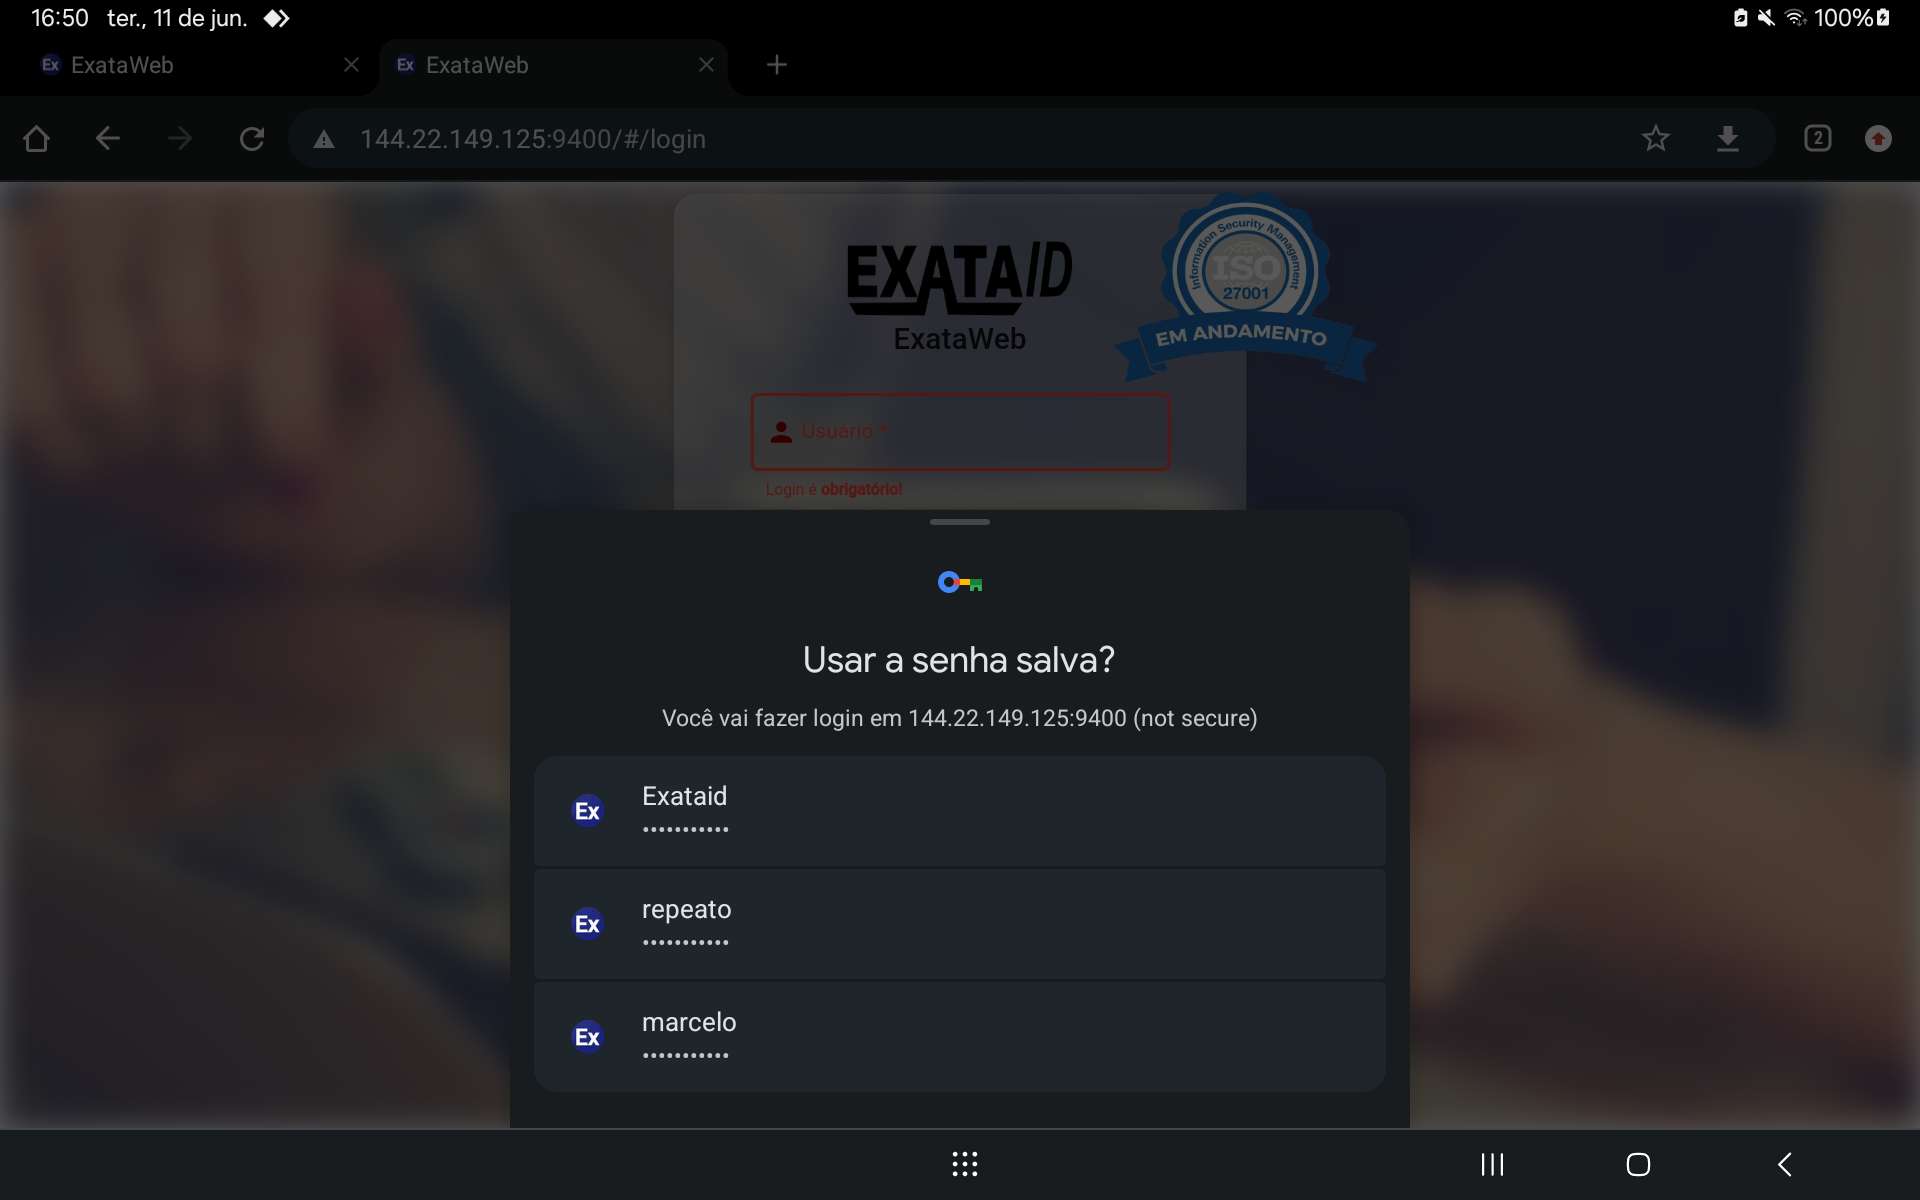 16:50 ter., 11 de jun. 100%
Ex ExataWeb Ex ExataWeb
144.22.149.125:9400/#/login 2
Information Security Management
ISO
27001
EM ANDAMENTO
EXATAID
ExataWeb
Usuário *
Login é obrigatório!
Usar a senha salva?
Você vai fazer login em 144.22.149.125:9400 (not secure)
Ex Exataid
•••••••••••
Ex repeato
•••••••••••
Ex marcelo
•••••••••••